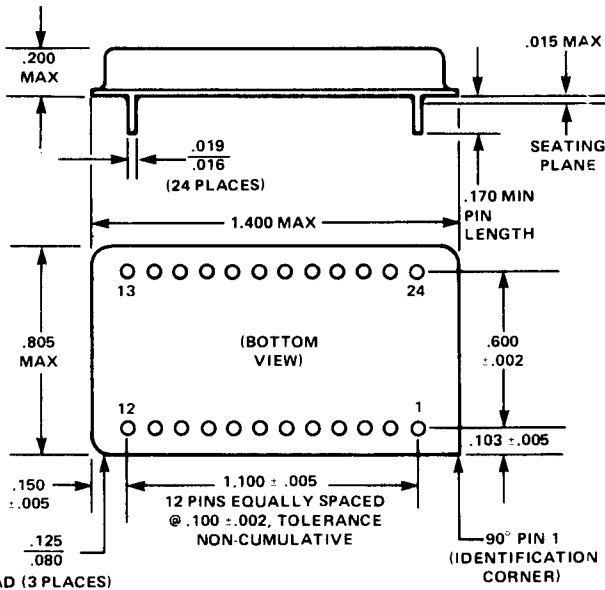 .200
MAX
.015 MAX
SEATING
PLANE
.019
.016
(24 PLACES)
.170 MIN
PIN
LENGTH
1.400 MAX
13
24
.805
MAX
(BOTTOM
VIEW)
.600
±.002
12
1
.103 ±.005
.150
±.005
1.100 ± .005
12 PINS EQUALLY SPACED
@ .100 ±.002, TOLERANCE
NON-CUMULATIVE
.125
.080
AD (3 PLACES)
90° PIN 1
(IDENTIFICATION
CORNER)